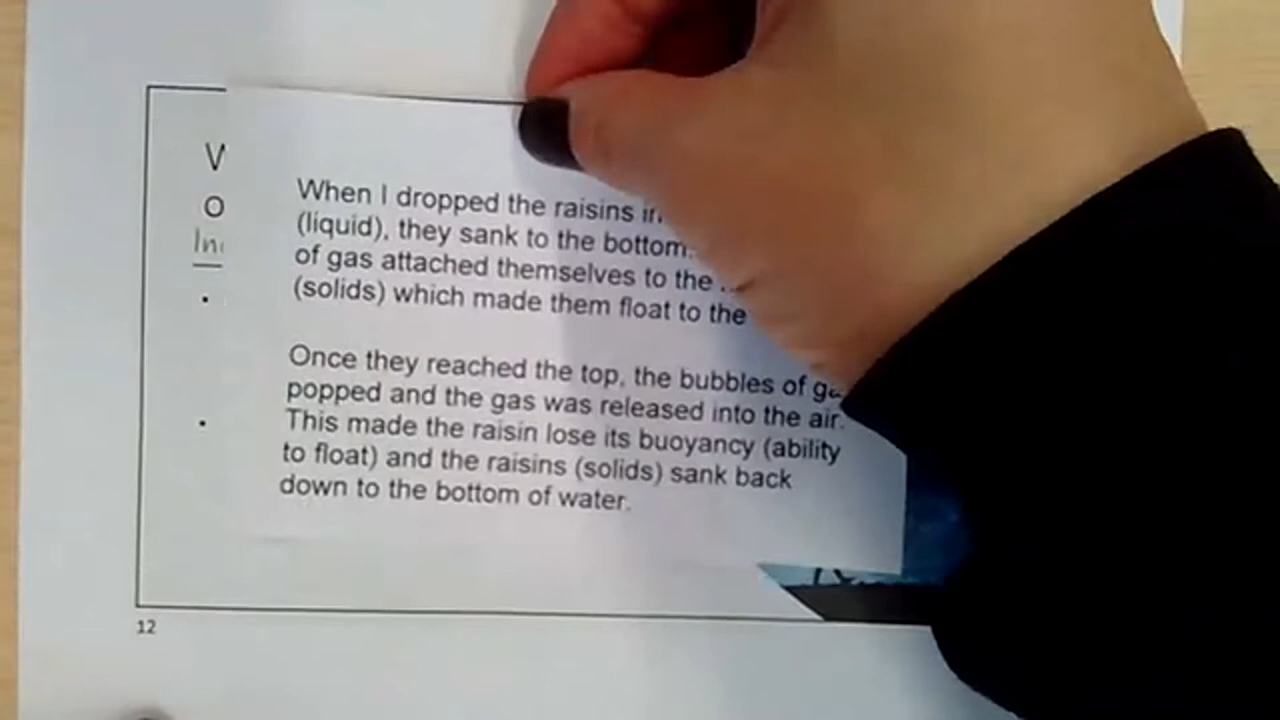 When I dropped the raisins
(liquid), they sank to the bottom.
of gas attached themselves to the
(solids) which made them float to the
Once they reached the top, the bubbles of
popped and the gas was released into the air.
This made the raisin lose its buoyancy (ability
to float) and the raisins (solids) sank back
down to the bottom of water.
12